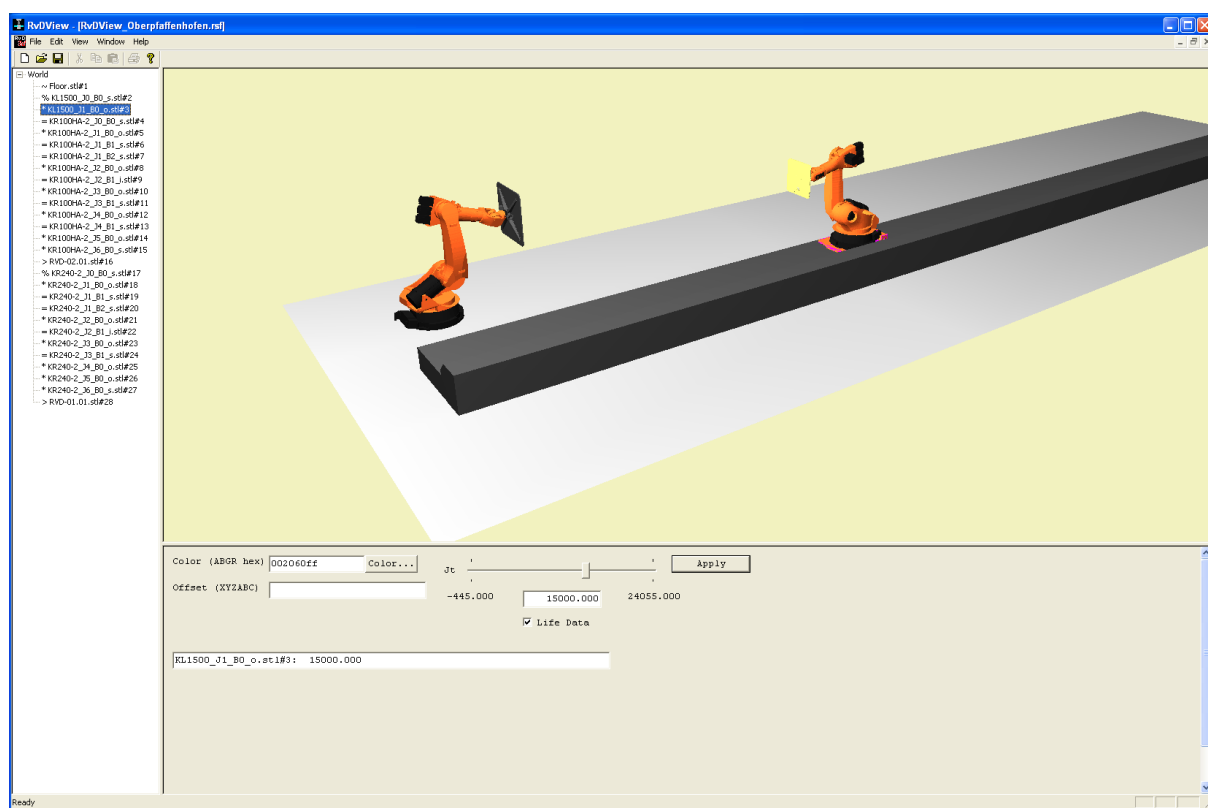 RvDView - [RvDView_Oberpfaffenhofen.rsf]
File Edit View Window Help
World
~ Floor.stl#1
% KL1500_J0_B0_s.stl#2
* KL1500_J1_B0_o.stl#3
= KR100HA-2_J0_B0_s.stl#4
* KR100HA-2_J1_B0_o.stl#5
= KR100HA-2_J1_B1_s.stl#6
= KR100HA-2_J1_B2_s.stl#7
* KR100HA-2_J2_B0_o.stl#8
= KR100HA-2_J2_B1_i.stl#9
* KR100HA-2_J3_B0_o.stl#10
= KR100HA-2_J3_B1_s.stl#11
* KR100HA-2_J4_B0_o.stl#12
= KR100HA-2_J4_B1_s.stl#13
* KR100HA-2_J5_B0_o.stl#14
* KR100HA-2_J6_B0_s.stl#15
> RVD-02.01.stl#16
% KR240-2_J0_B0_s.stl#17
* KR240-2_J1_B0_o.stl#18
= KR240-2_J1_B1_s.stl#19
= KR240-2_J1_B2_s.stl#20
* KR240-2_J2_B0_o.stl#21
= KR240-2_J2_B1_i.stl#22
* KR240-2_J3_B0_o.stl#23
= KR240-2_J3_B1_s.stl#24
* KR240-2_J4_B0_o.stl#25
* KR240-2_J5_B0_o.stl#26
* KR240-2_J6_B0_s.stl#27
> RVD-01.01.stl#28
Color (ABGR hex) 002060ff Color... Jt Apply
Offset (XYZABC) -445.000 15000.000 24055.000
Life Data
KL1500_J1_B0_o.stl#3: 15000.000
Ready